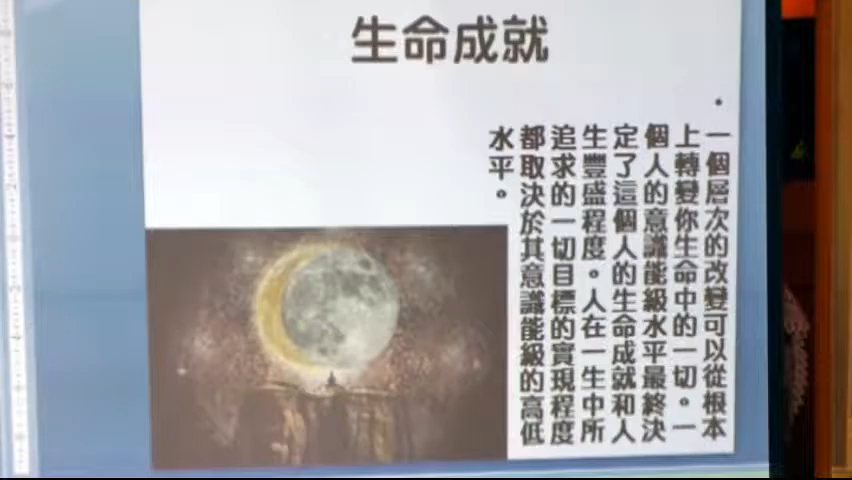 生命成就
•一個層次的改變可以從根本
上轉變你生命中的一切。一
個人的意識能級水平最終決
定了這個人的生命成就和人
生豐盛程度。人在一生中所
追求的一切目標的實現程度
都取決於其意識能級的高低
水平。